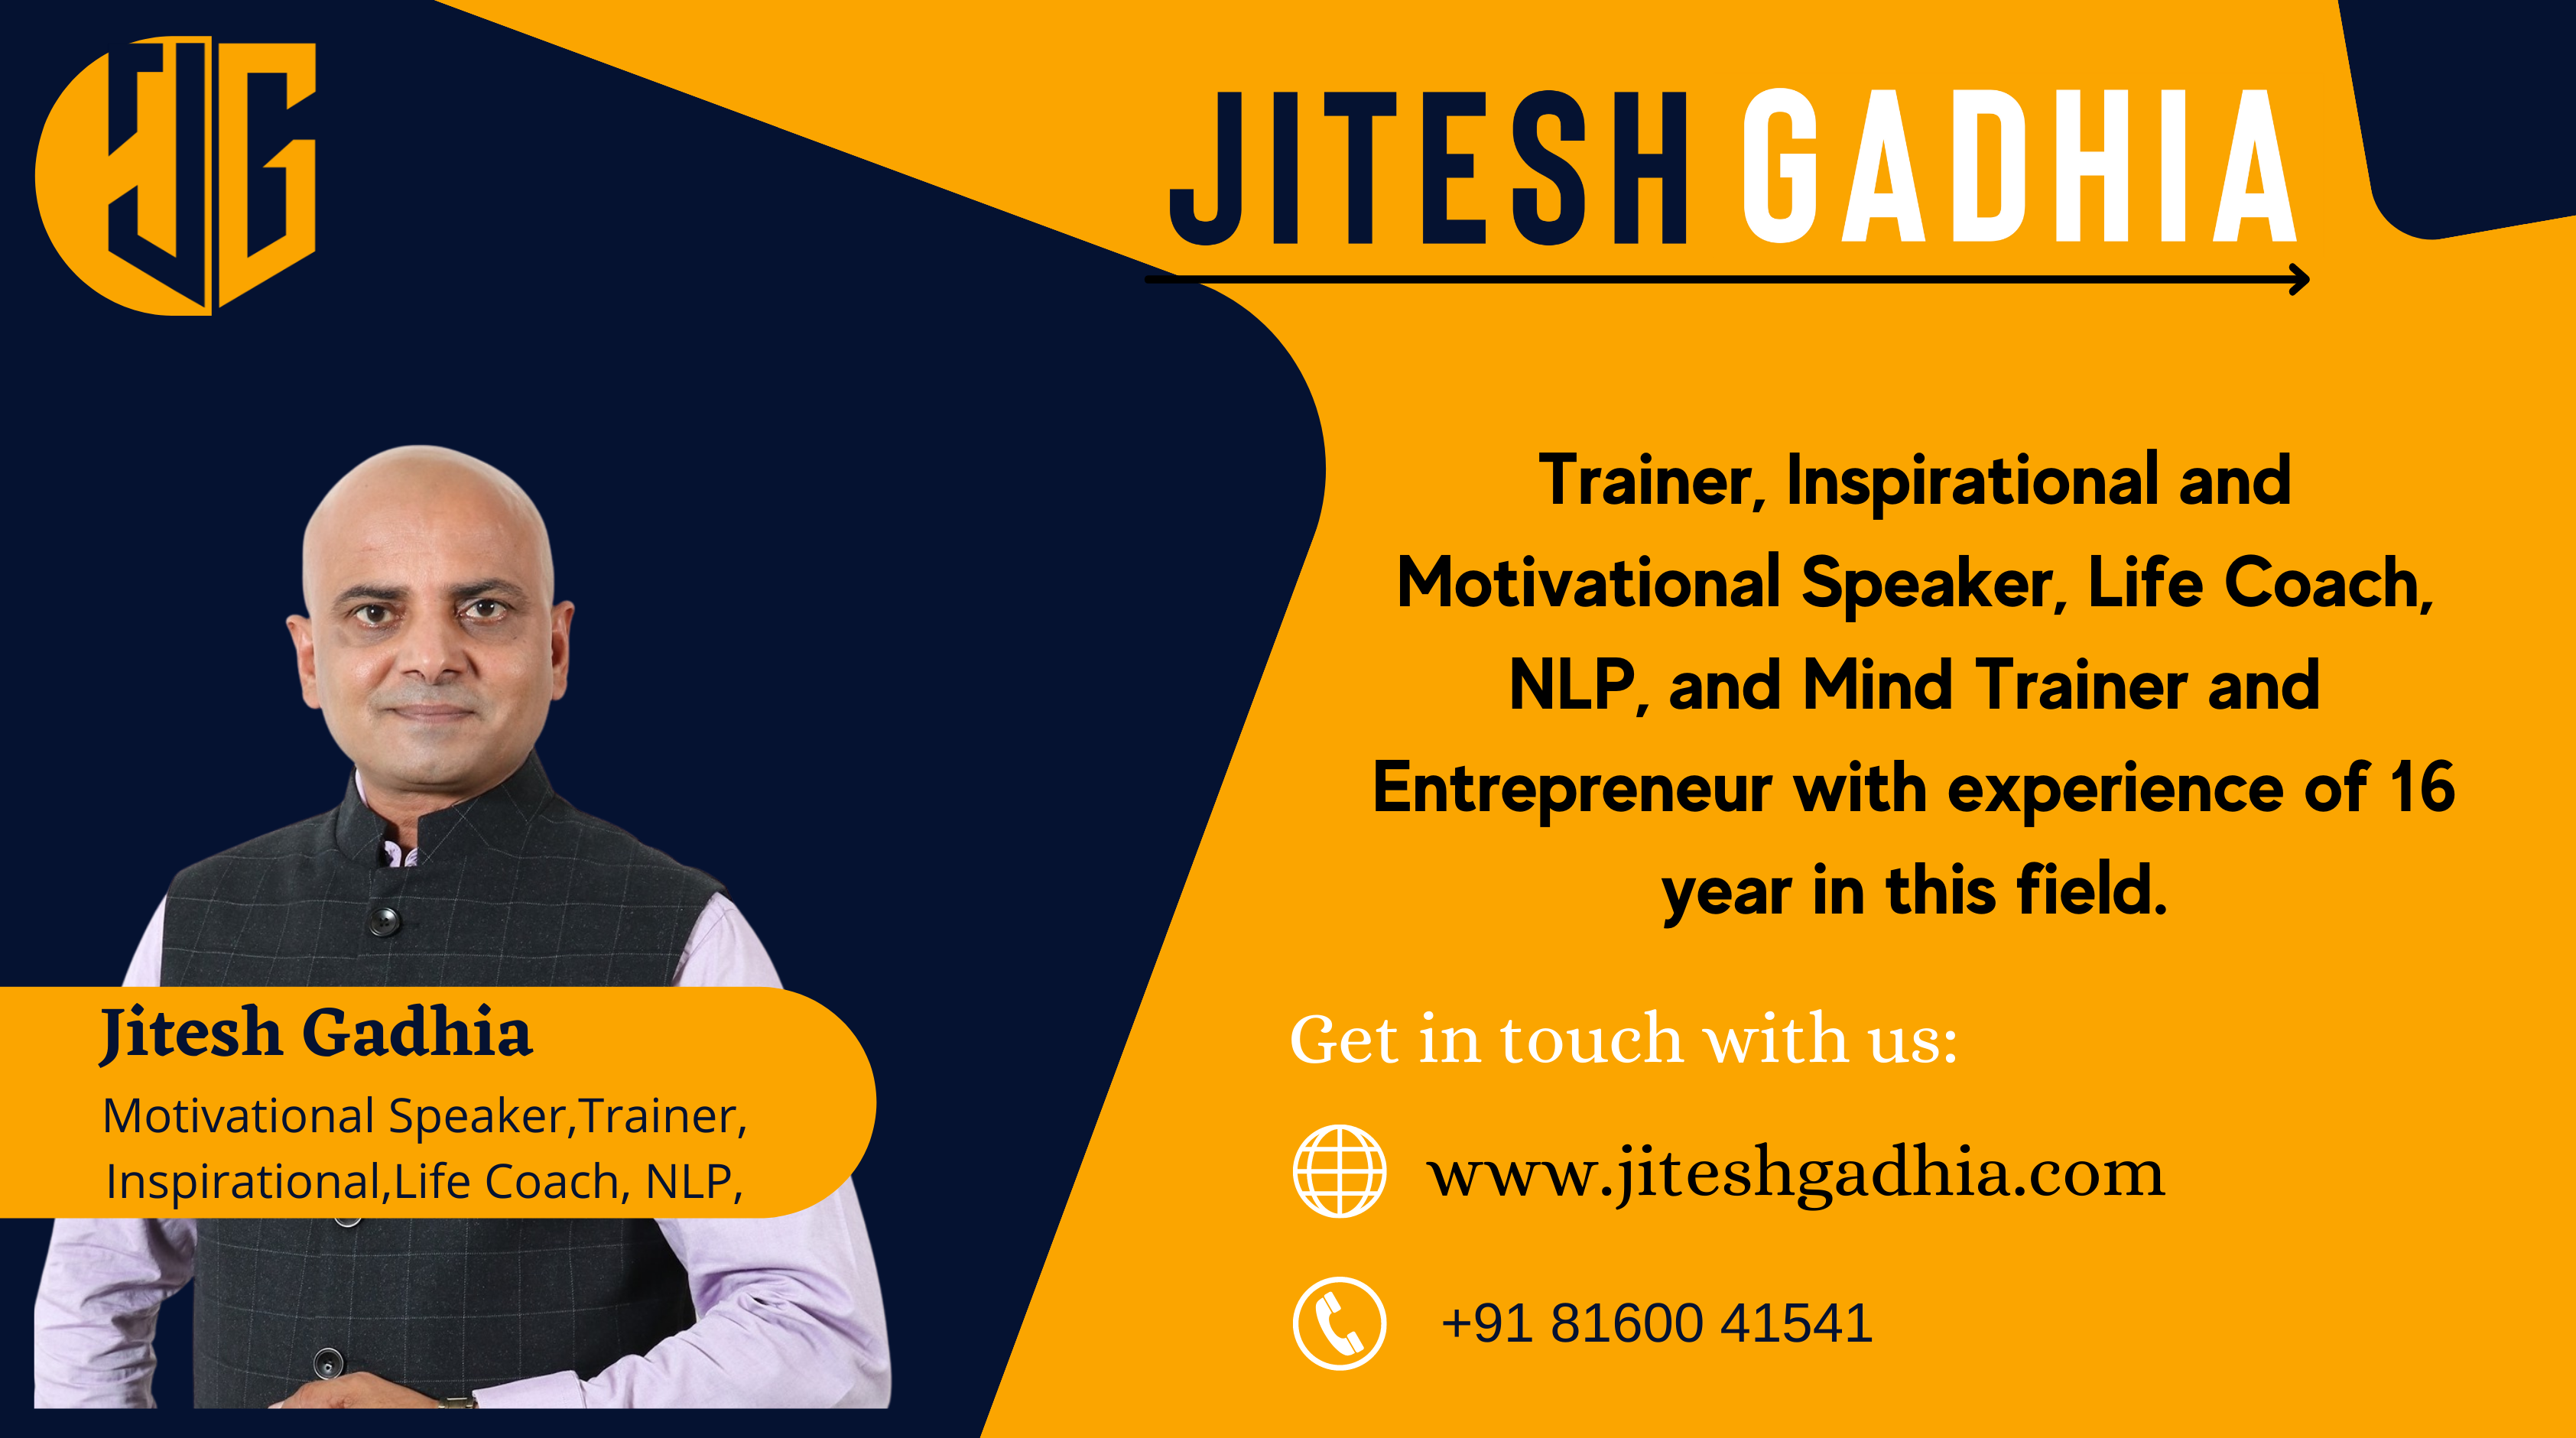 JG
JITESH GADHIA
Trainer, Inspirational and
Motivational Speaker, Life Coach,
NLP, and Mind Trainer and
Entrepreneur with experience of 16
year in this field.
Jitesh Gadhia
Motivational Speaker,Trainer,
Inspirational,Life Coach, NLP,
Get in touch with us:
www.jiteshgadhia.com
+91 81600 41541